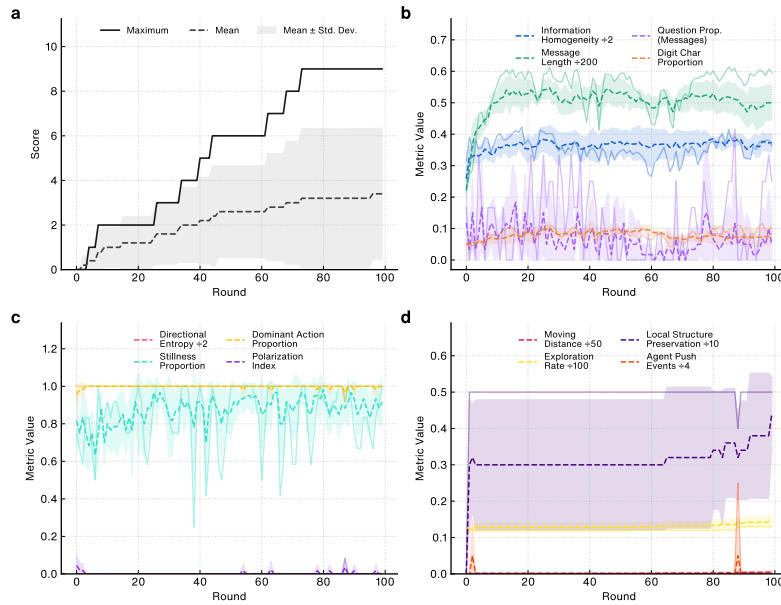 a
Maximum
Mean
Mean ± Std. Dev.
10
8
6
4
2
0
Score
0
20
40
60
80
100
Round
b
Information
Homogeneity ÷2
Question Prop.
(Messages)
Message
Length ÷200
Digit Char
Proportion
0.7
0.6
0.5
0.4
0.3
0.2
0.1
0.0
Metric Value
0
20
40
60
80
100
Round
c
Directional
Entropy ÷2
Dominant Action
Proportion
Stillness
Proportion
Polarization
Index
1.2
1.0
0.8
0.6
0.4
0.2
0.0
Metric Value
0
20
40
60
80
100
Round
d
Moving
Distance ÷50
Local Structure
Preservation ÷10
Exploration
Rate ÷100
Agent Push
Events ÷4
0.6
0.5
0.4
0.3
0.2
0.1
0.0
Metric Value
0
20
40
60
80
100
Round